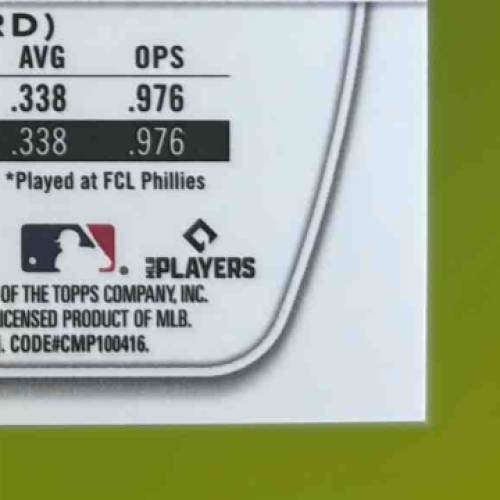 RD)
AVG OPS
.338 .976
.338 .976
*Played at FCL Phillies
MLB PLAYERS
OF THE TOPPS COMPANY, INC.
ICENSED PRODUCT OF MLB.
. CODE#CMP100416.